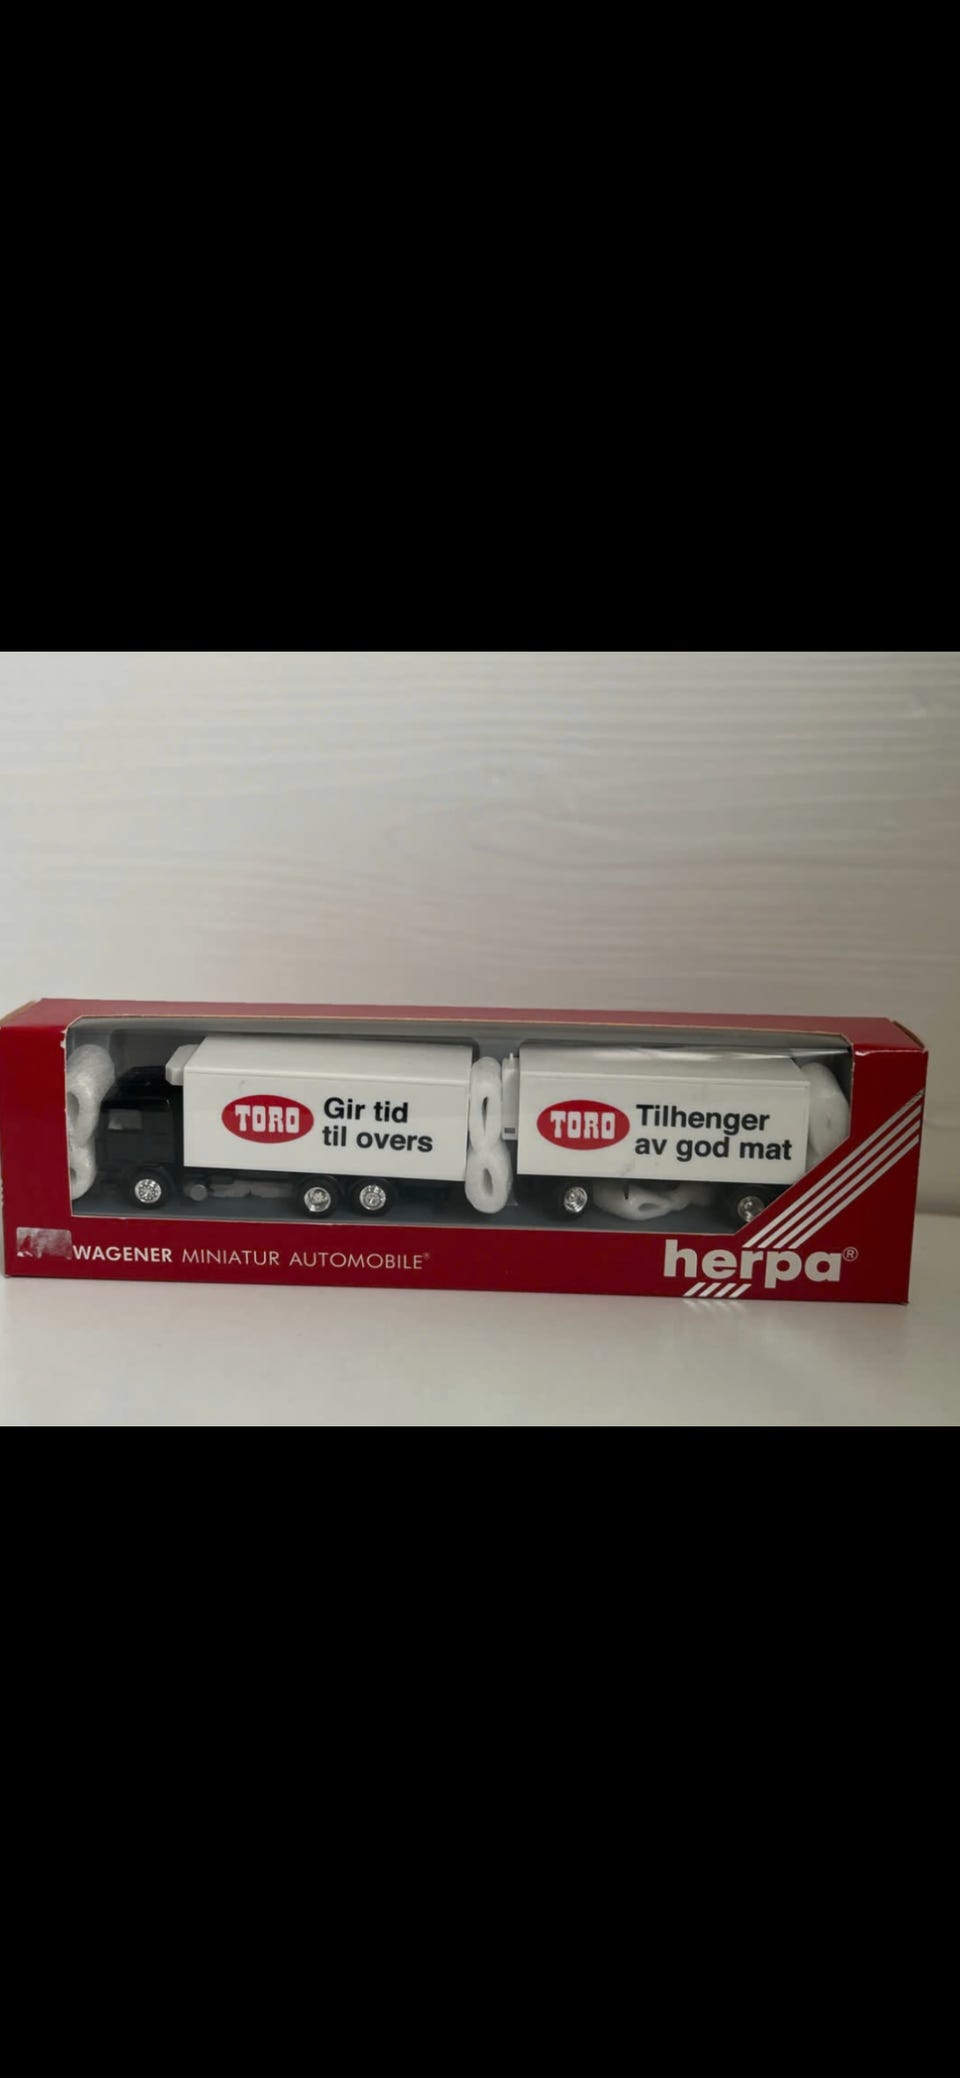 TORO
Gir tid
til overs
TORO
Tilhenger
av god mat
WAGENER MINIATUR AUTOMOBILE®
herpa®